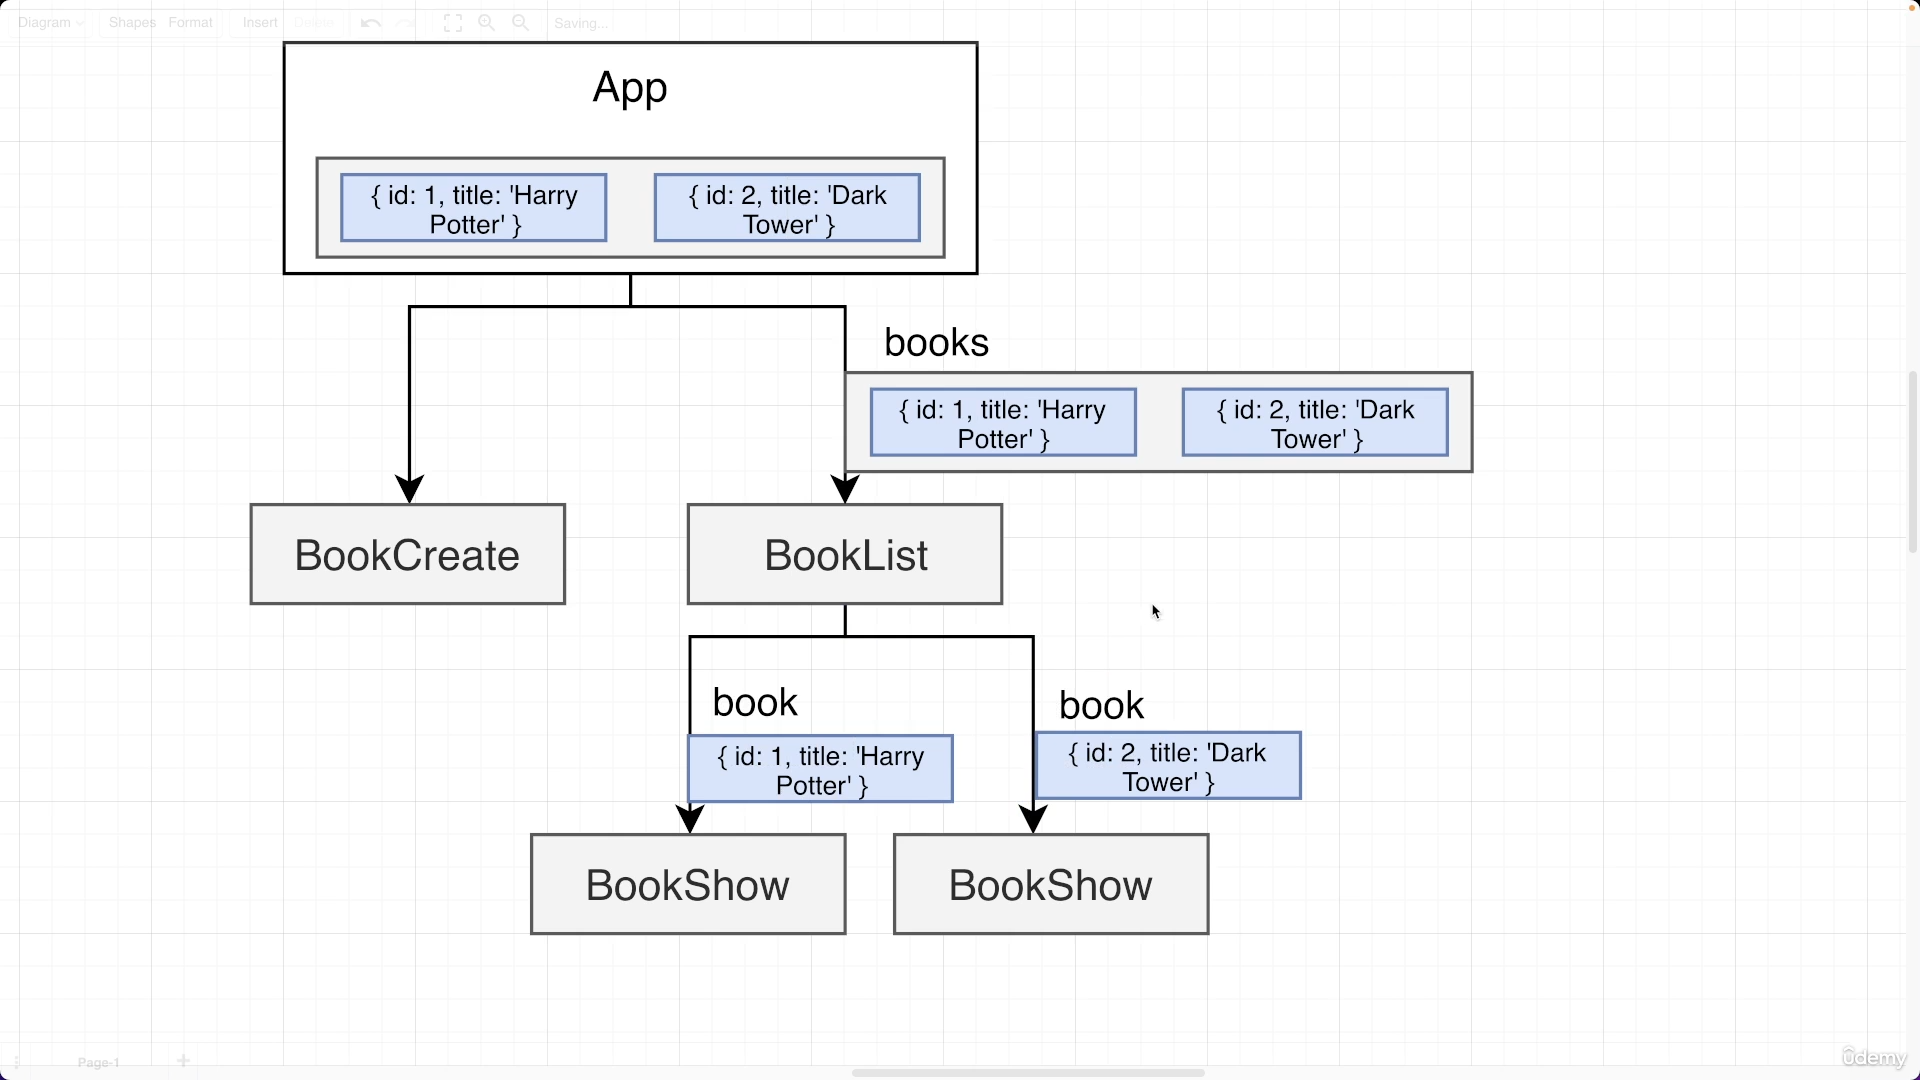 Diagram
Shapes
Format
Insert
Delete
Saving...
App
{ id: 1, title: 'Harry
Potter' }
{ id: 2, title: 'Dark
Tower' }
books
{ id: 1, title: 'Harry
Potter' }
{ id: 2, title: 'Dark
Tower' }
BookCreate
BookList
book
{ id: 1, title: 'Harry
Potter' }
book
{ id: 2, title: 'Dark
Tower' }
BookShow
BookShow
Page-1
udemy